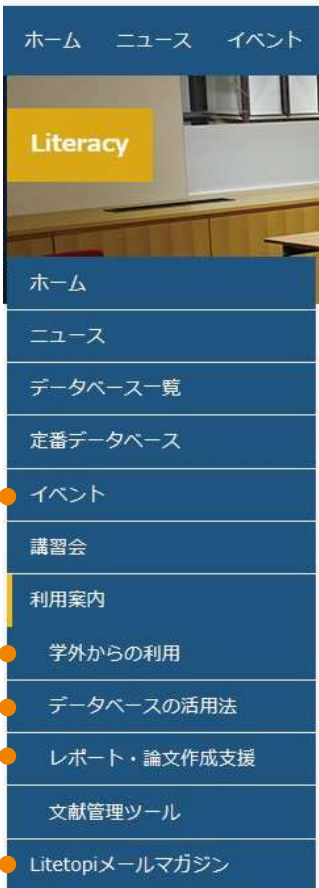 ホーム ニュース イベント
Literacy
ホーム
ニュース
データベース一覧
定番データベース
イベント
講習会
利用案内
学外からの利用
データベースの活用法
レポート・論文作成支援
文献管理ツール
Litetopiメールマガジン